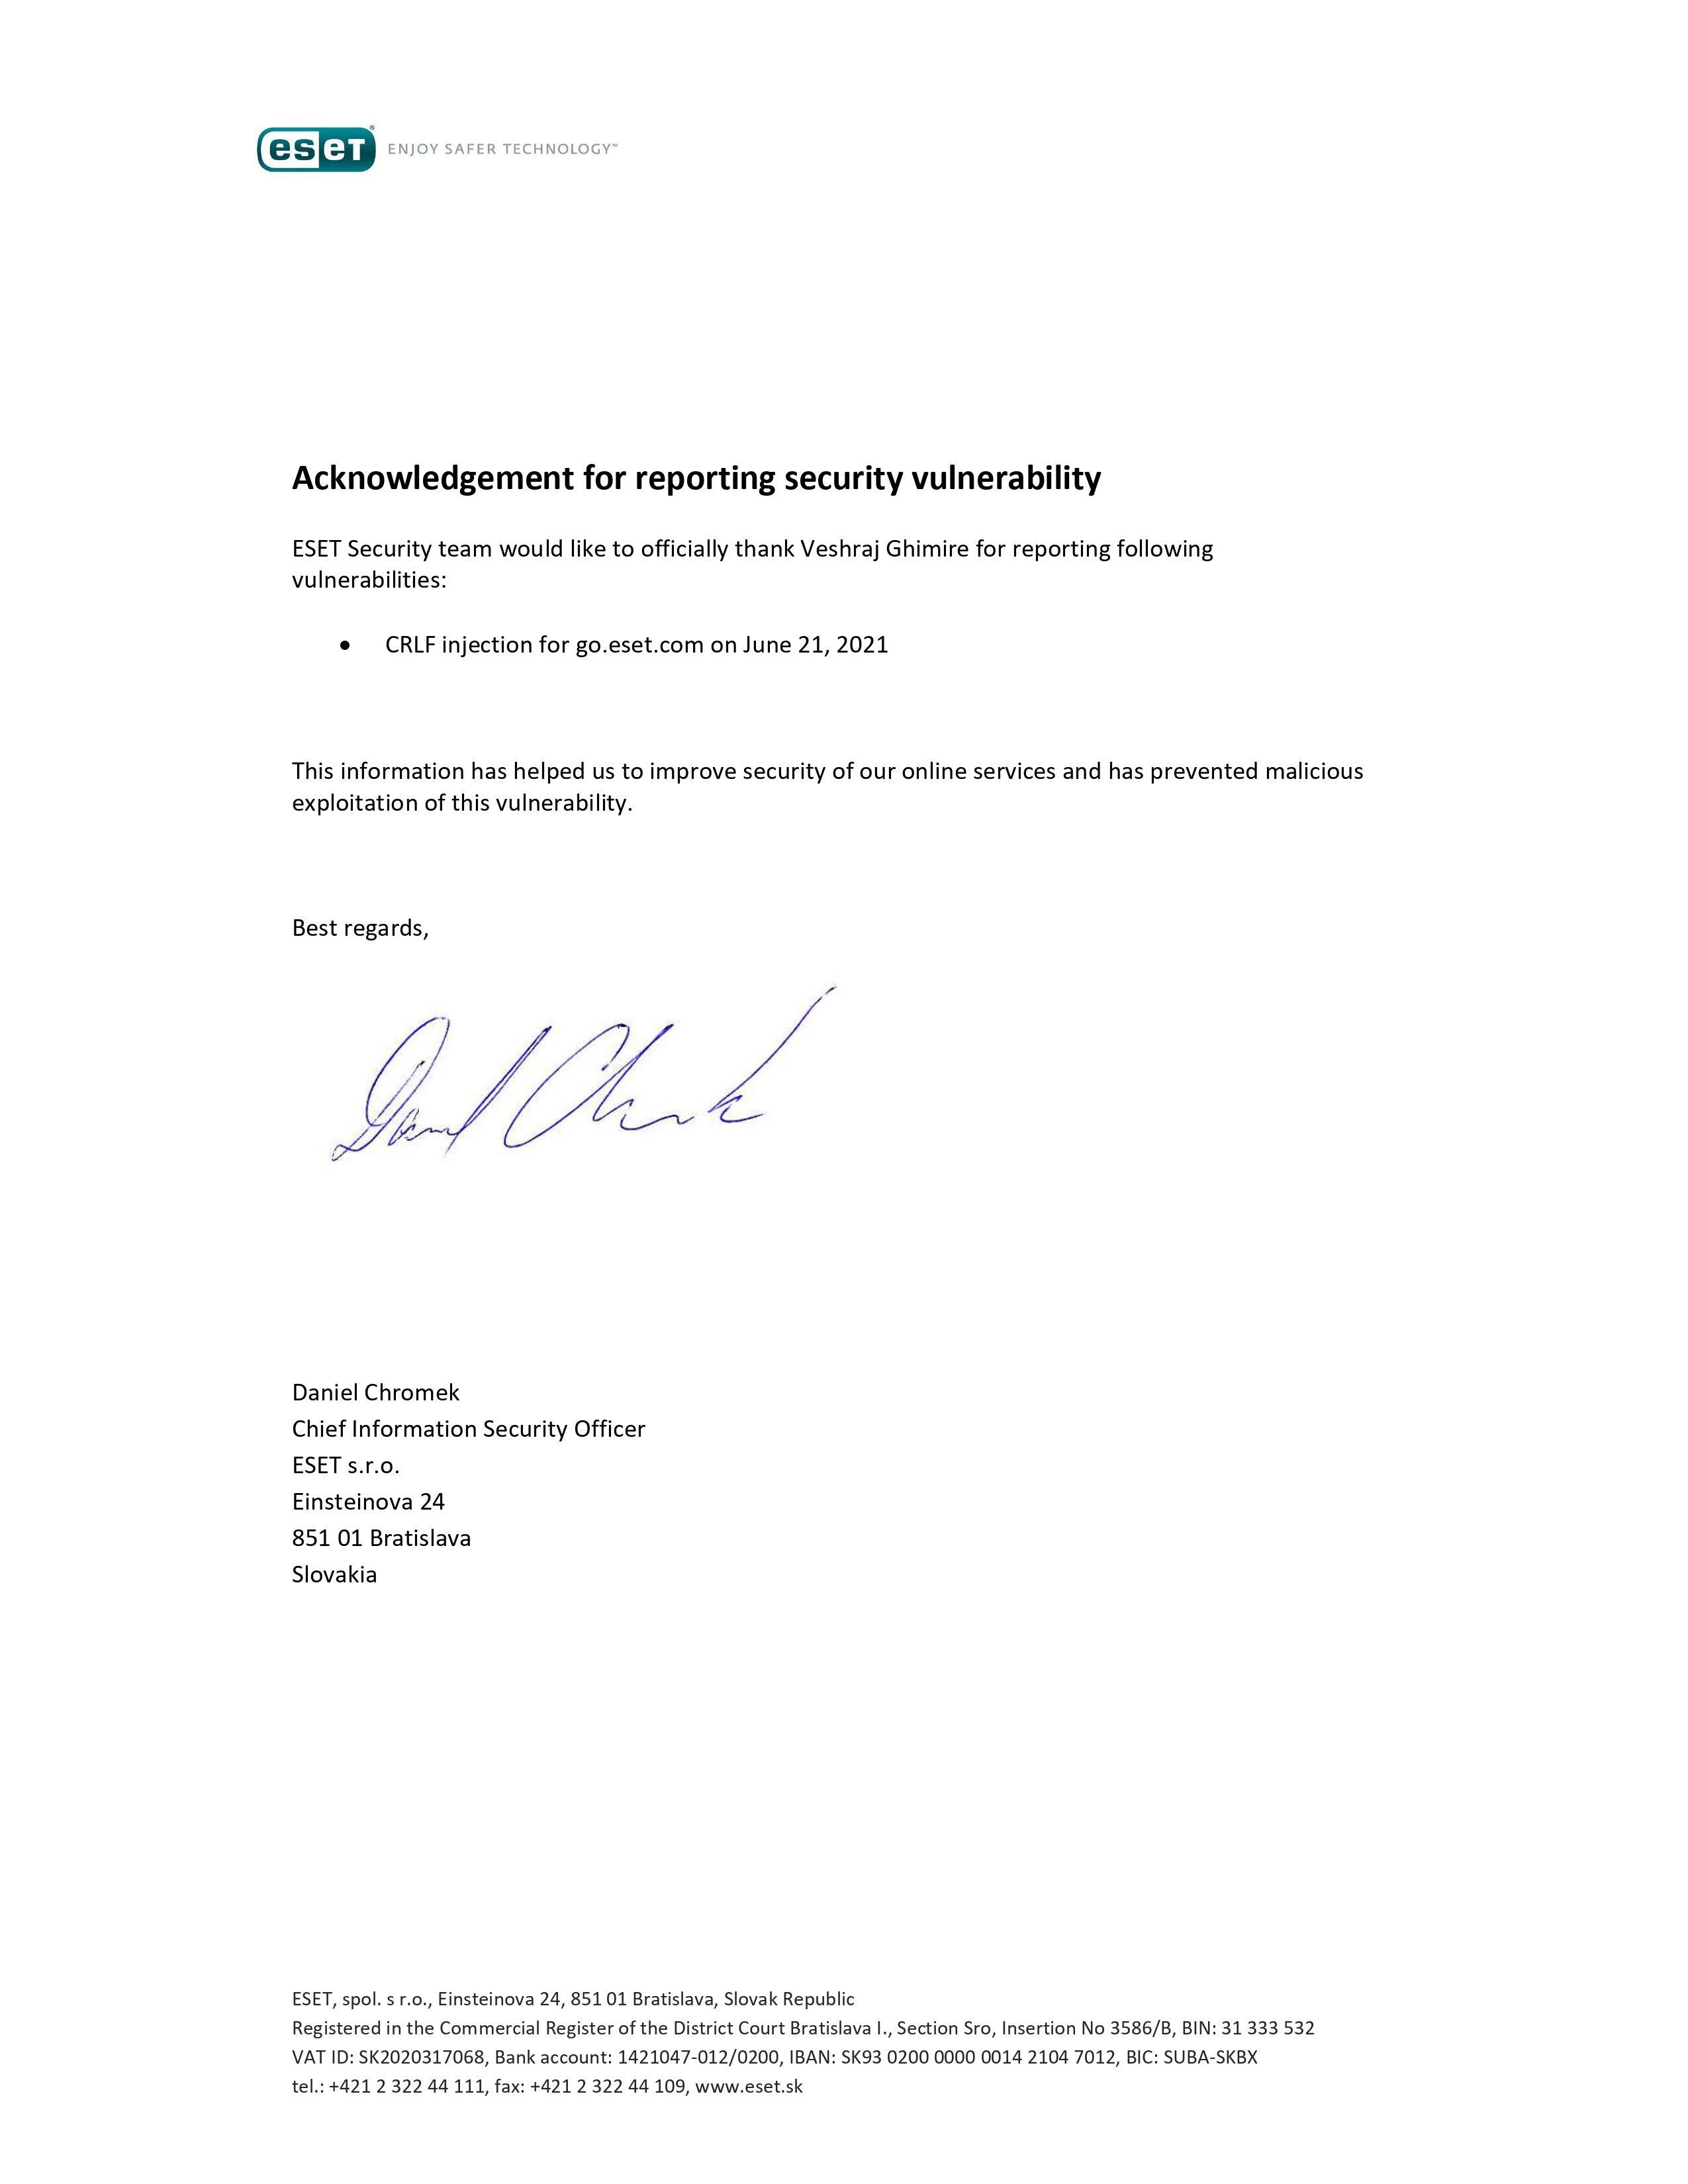 eset® ENJOY SAFER TECHNOLOGY™
Acknowledgement for reporting security vulnerability
ESET Security team would like to officially thank Veshraj Ghimire for reporting following
vulnerabilities:
• CRLF injection for go.eset.com on June 21, 2021
This information has helped us to improve security of our online services and has prevented malicious
exploitation of this vulnerability.
Best regards,
Daniel Chromek
Chief Information Security Officer
ESET s.r.o.
Einsteinova 24
851 01 Bratislava
Slovakia
ESET, spol. s r.o., Einsteinova 24, 851 01 Bratislava, Slovak Republic
Registered in the Commercial Register of the District Court Bratislava I., Section Sro, Insertion No 3586/B, BIN: 31 333 532
VAT ID: SK2020317068, Bank account: 1421047-012/0200, IBAN: SK93 0200 0000 0014 2104 7012, BIC: SUBA-SKBX
tel.: +421 2 322 44 111, fax: +421 2 322 44 109, www.eset.sk